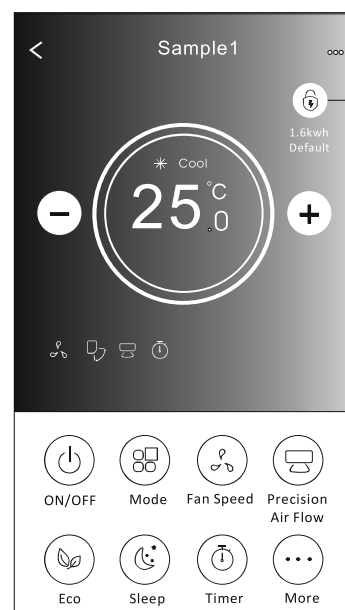 Sample1
1.6kwh
Default
Cool
25.0°C
ON/OFF
Mode
Fan Speed
Precision
Air Flow
Eco
Sleep
Timer
More